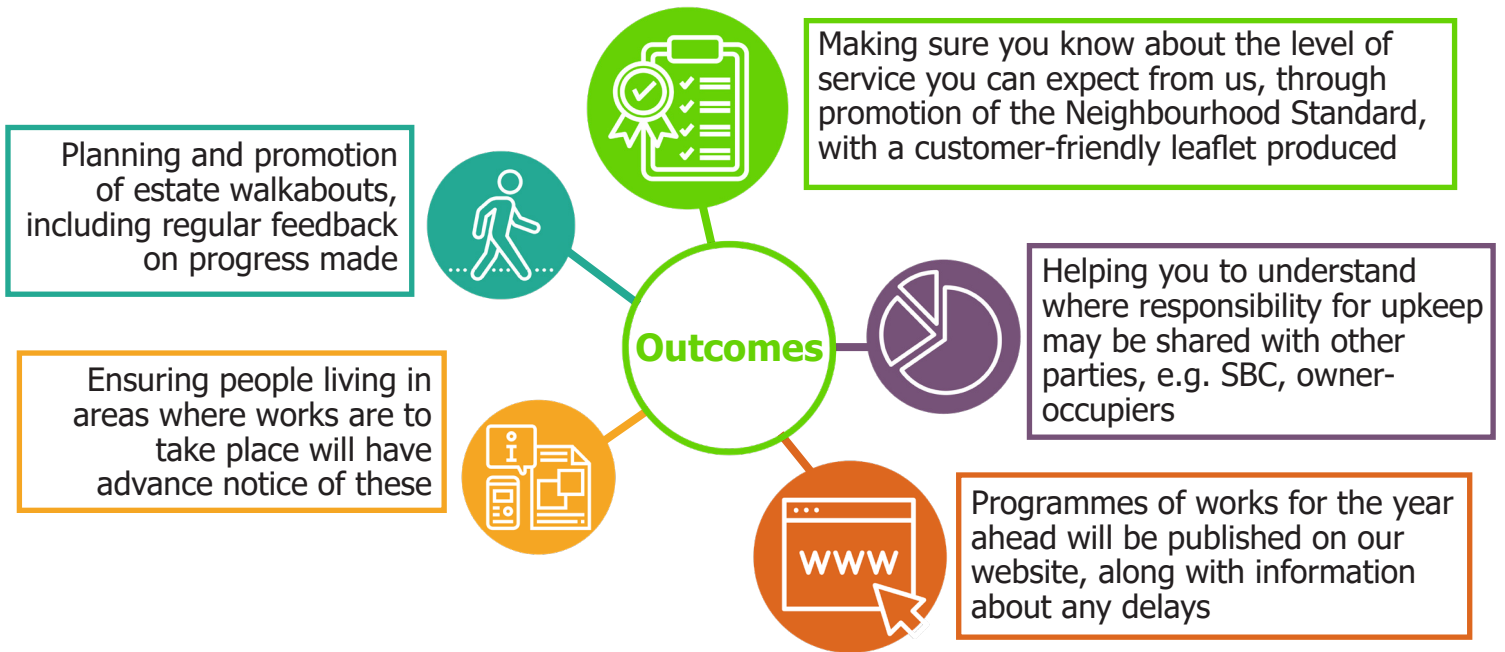 Making sure you know about the level of
service you can expect from us, through
promotion of the Neighbourhood Standard,
with a customer-friendly leaflet produced
Planning and promotion
of estate walkabouts,
including regular feedback
on progress made
Helping you to understand
where responsibility for upkeep
may be shared with other
parties, e.g. SBC, owner-
occupiers
Outcomes
Ensuring people living in
areas where works are to
take place will have
advance notice of these
i
www
Programmes of works for the year
ahead will be published on our
website, along with information
about any delays